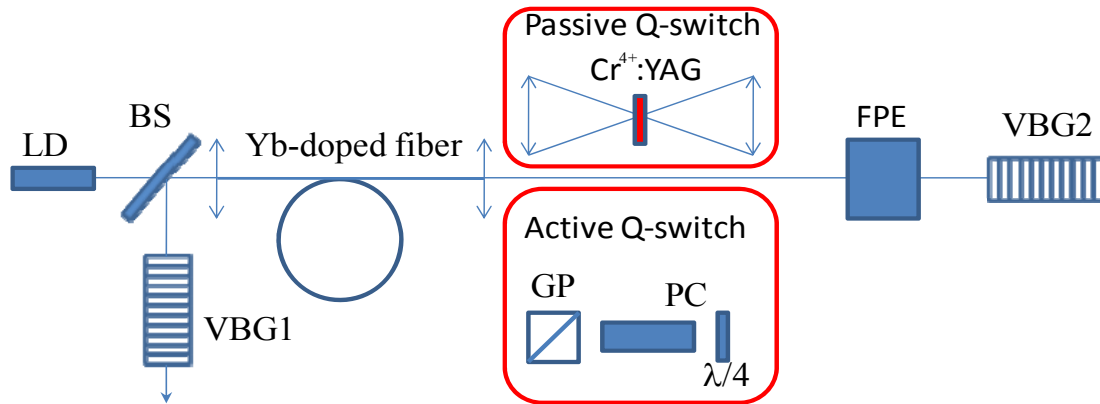 Passive Q-switch
Cr⁴⁺:YAG
BS
LD
Yb-doped fiber
FPE
VBG2
VBG1
Active Q-switch
GP
PC
λ/4